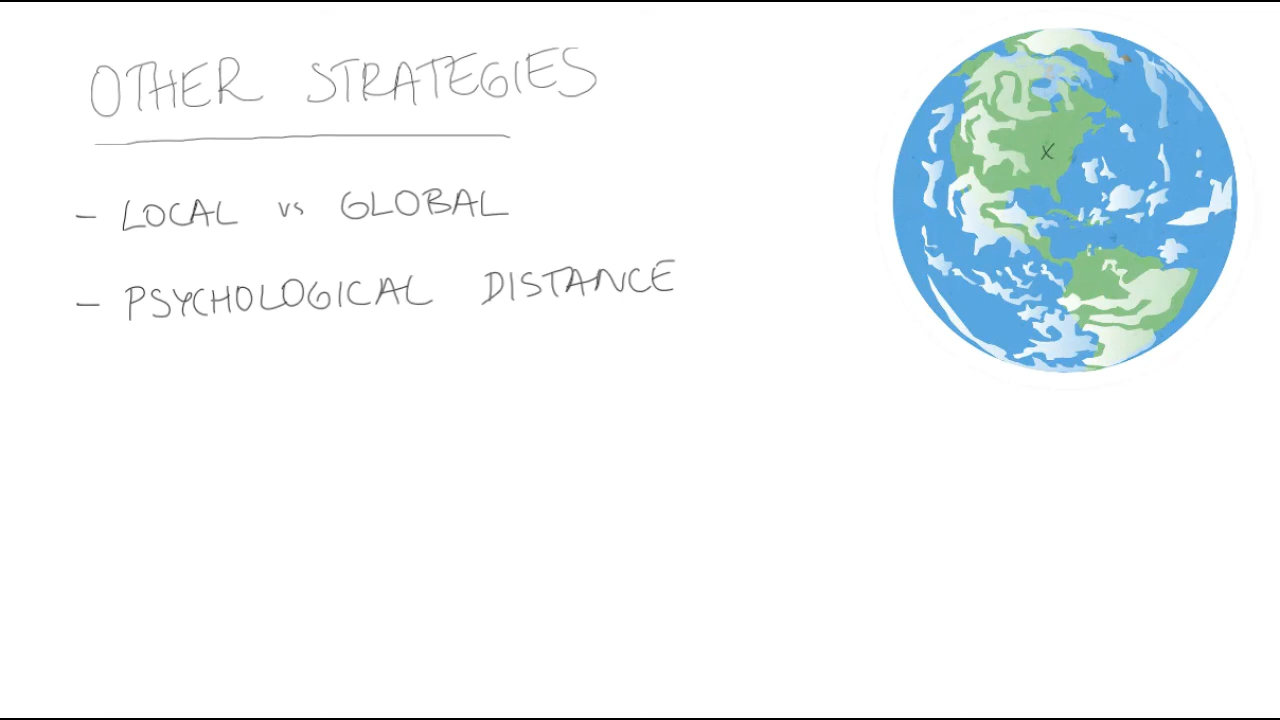 OTHER STRATEGIES
- LOCAL vs GLOBAL
- PSYCHOLOGICAL DISTANCE
X